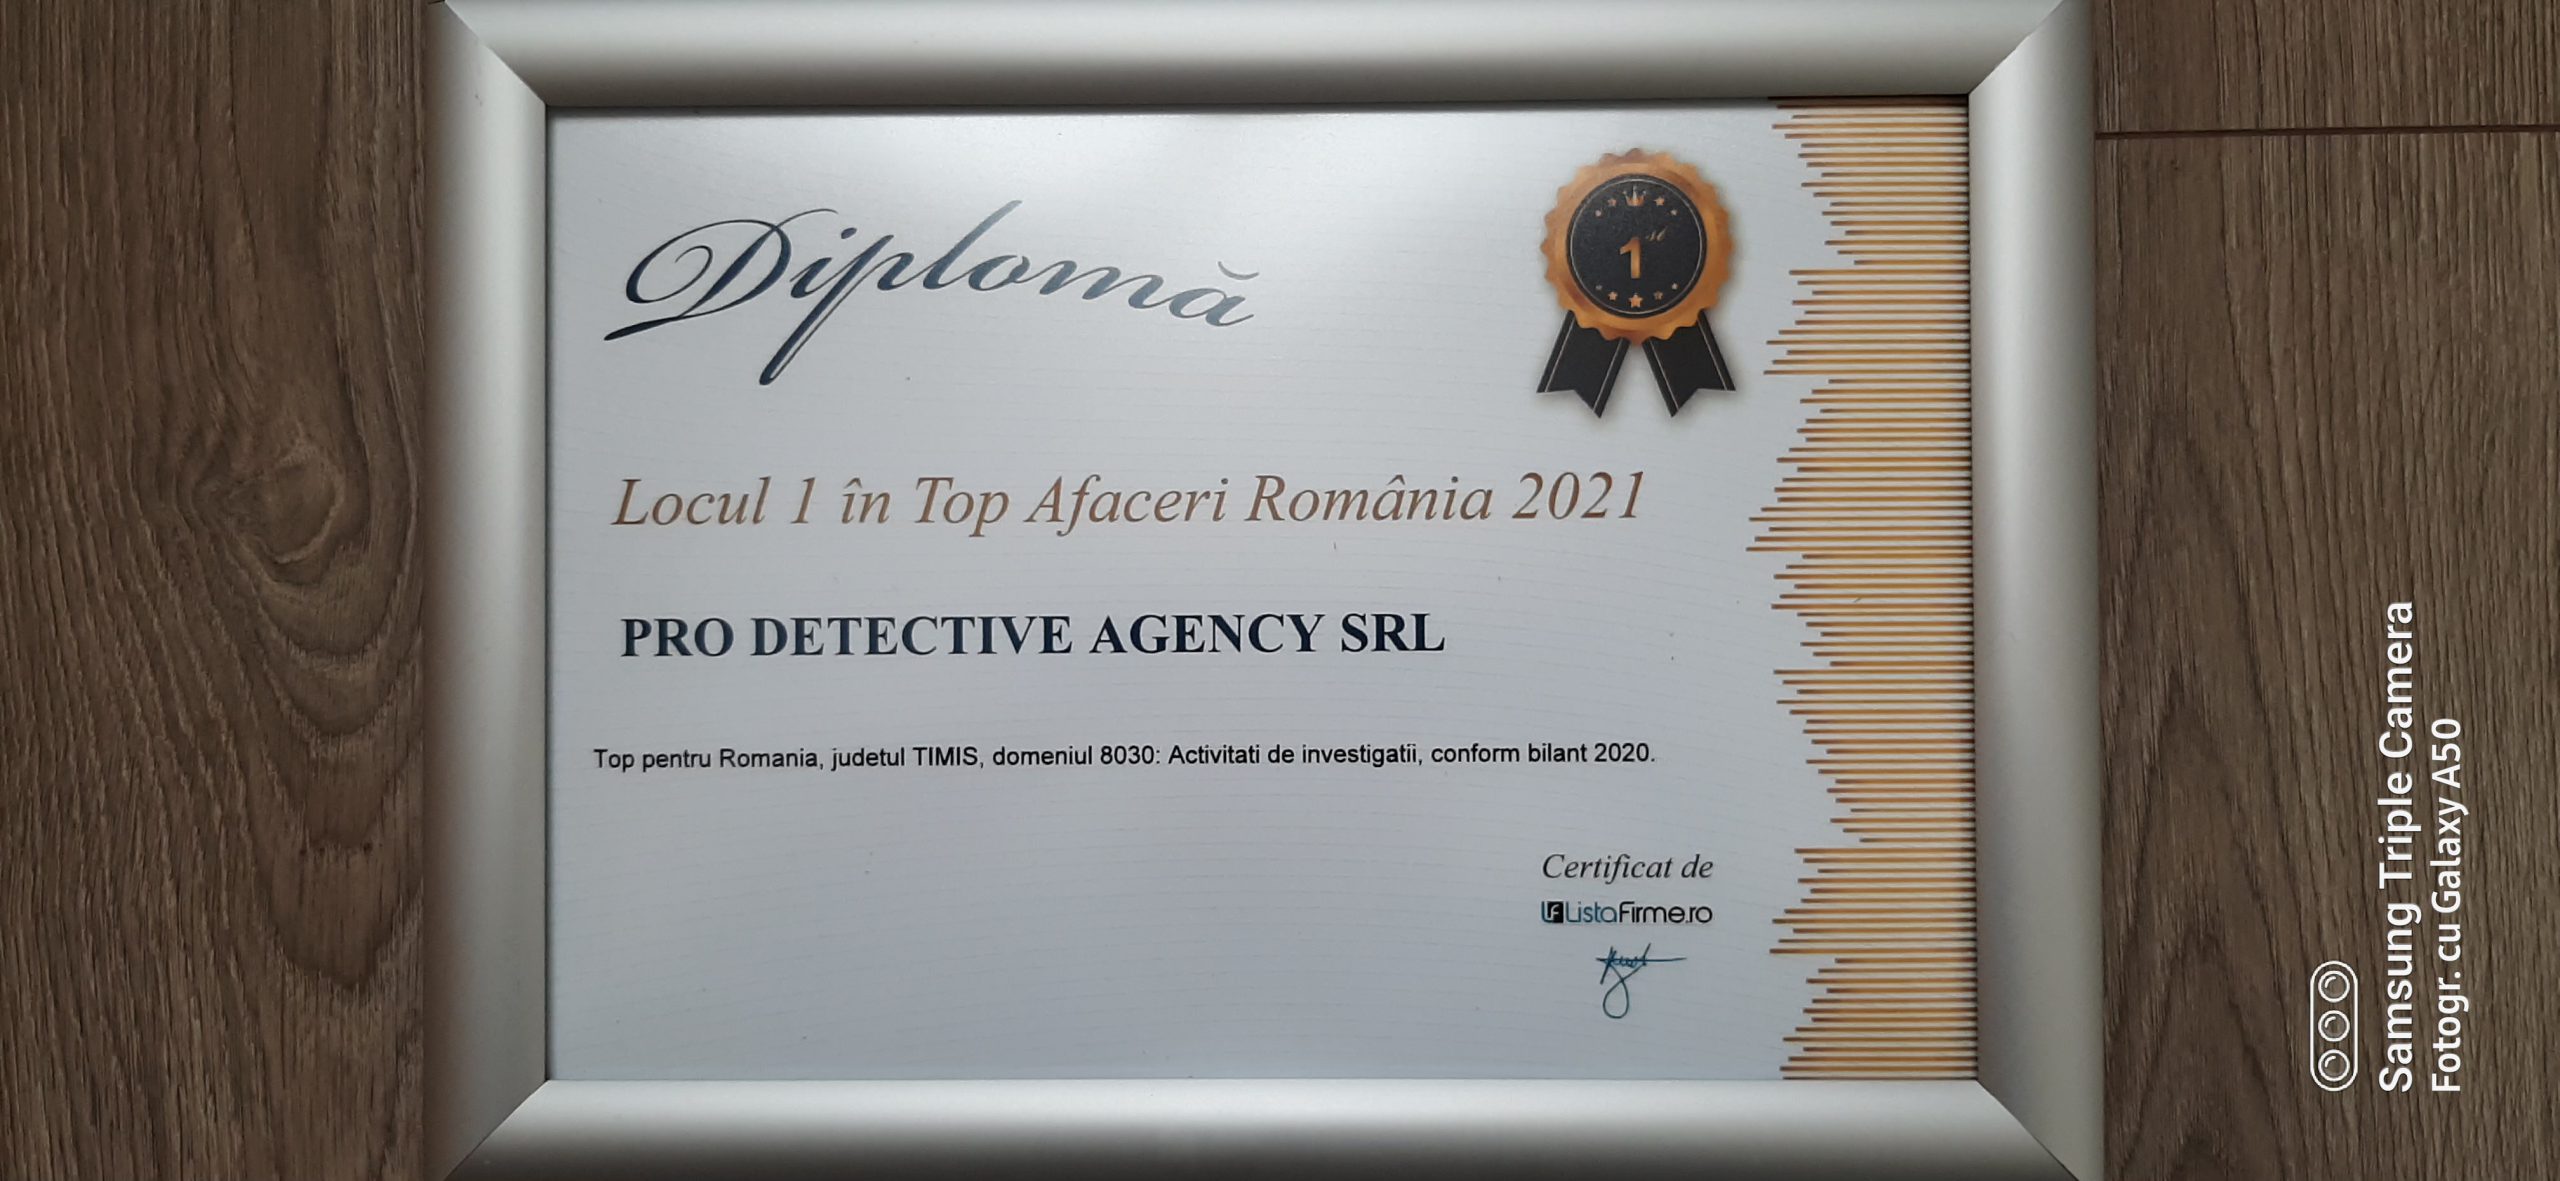 Diplomă
1st
Locul 1 în Top Afaceri România 2021
PRO DETECTIVE AGENCY SRL
Top pentru Romania, judetul TIMIS, domeniul 8030: Activitati de investigatii, conform bilant 2020.
Certificat de
LF ListaFirme.ro
Samsung Triple Camera
Fotogr. cu Galaxy A50